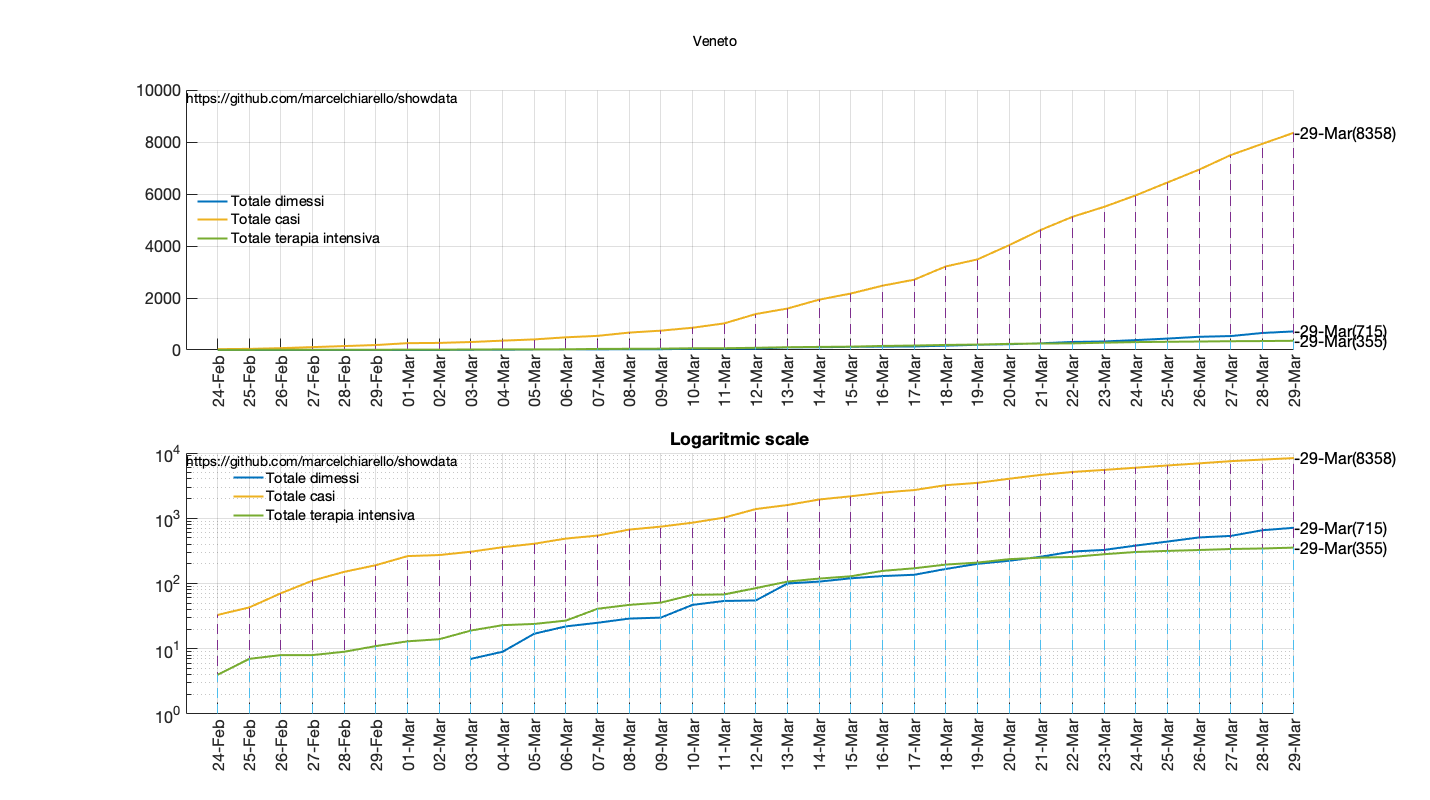 Veneto
10000
8000
6000
4000
2000
0
https://github.com/marcelchiarello/showdata
Totale dimessi
Totale casi
Totale terapia intensiva
-29-Mar(8358)
-29-Mar(715)
-29-Mar(355)
24-Feb
25-Feb
26-Feb
27-Feb
28-Feb
29-Feb
01-Mar
02-Mar
03-Mar
04-Mar
05-Mar
06-Mar
07-Mar
08-Mar
09-Mar
10-Mar
11-Mar
12-Mar
13-Mar
14-Mar
15-Mar
16-Mar
17-Mar
18-Mar
19-Mar
20-Mar
21-Mar
22-Mar
23-Mar
24-Mar
25-Mar
26-Mar
27-Mar
28-Mar
29-Mar
Logaritmic scale
10⁴
10³
10²
10¹
10⁰
https://github.com/marcelchiarello/showdata
Totale dimessi
Totale casi
Totale terapia intensiva
-29-Mar(8358)
-29-Mar(715)
-29-Mar(355)
24-Feb
25-Feb
26-Feb
27-Feb
28-Feb
29-Feb
01-Mar
02-Mar
03-Mar
04-Mar
05-Mar
06-Mar
07-Mar
08-Mar
09-Mar
10-Mar
11-Mar
12-Mar
13-Mar
14-Mar
15-Mar
16-Mar
17-Mar
18-Mar
19-Mar
20-Mar
21-Mar
22-Mar
23-Mar
24-Mar
25-Mar
26-Mar
27-Mar
28-Mar
29-Mar